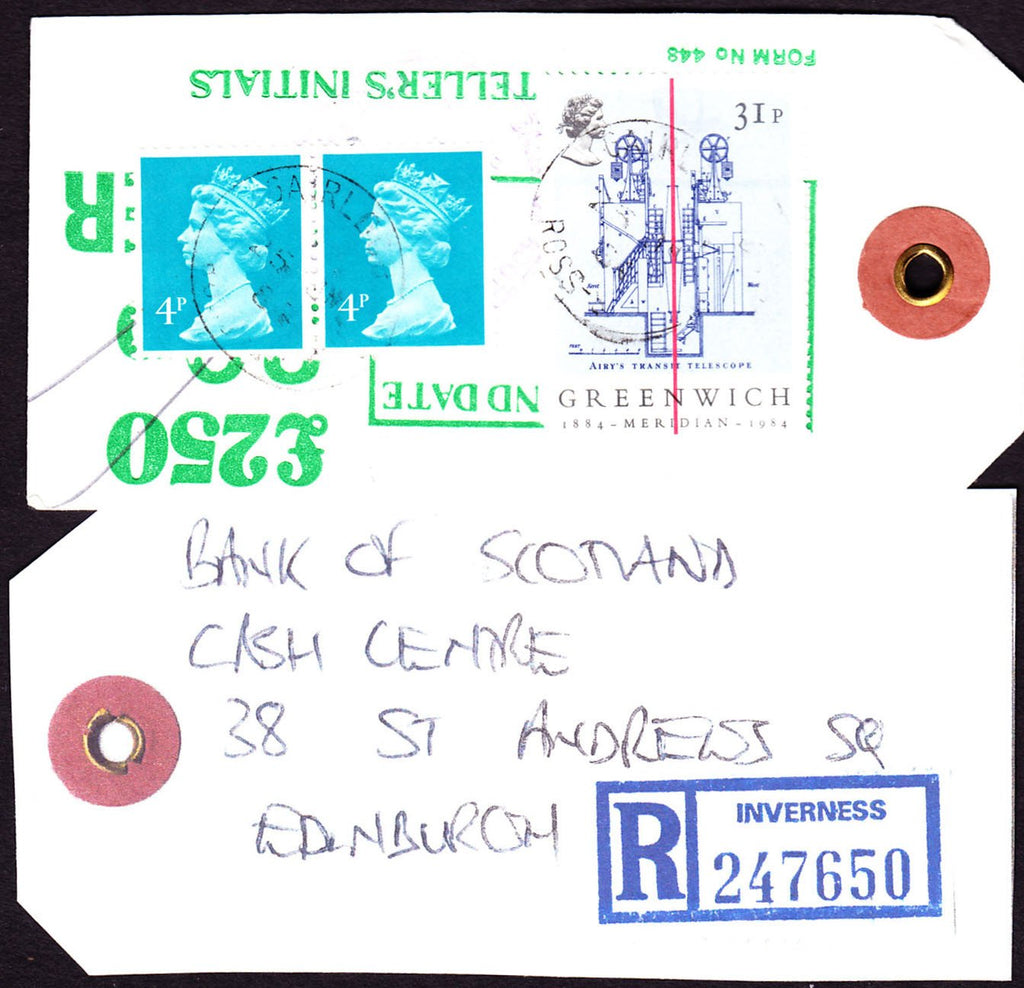 FORM No 448
TELLER'S INITIALS
31P
4P
4P
ROSS
AIRY'S TRANSIT TELESCOPE
ND DATE
GREENWICH
1884 - MERIDIAN - 1984
£250
BANK OF SCOTLAND
CASH CENTRE
38 ST ANDREWS SQ
EDINBURGH
R
INVERNESS
247650